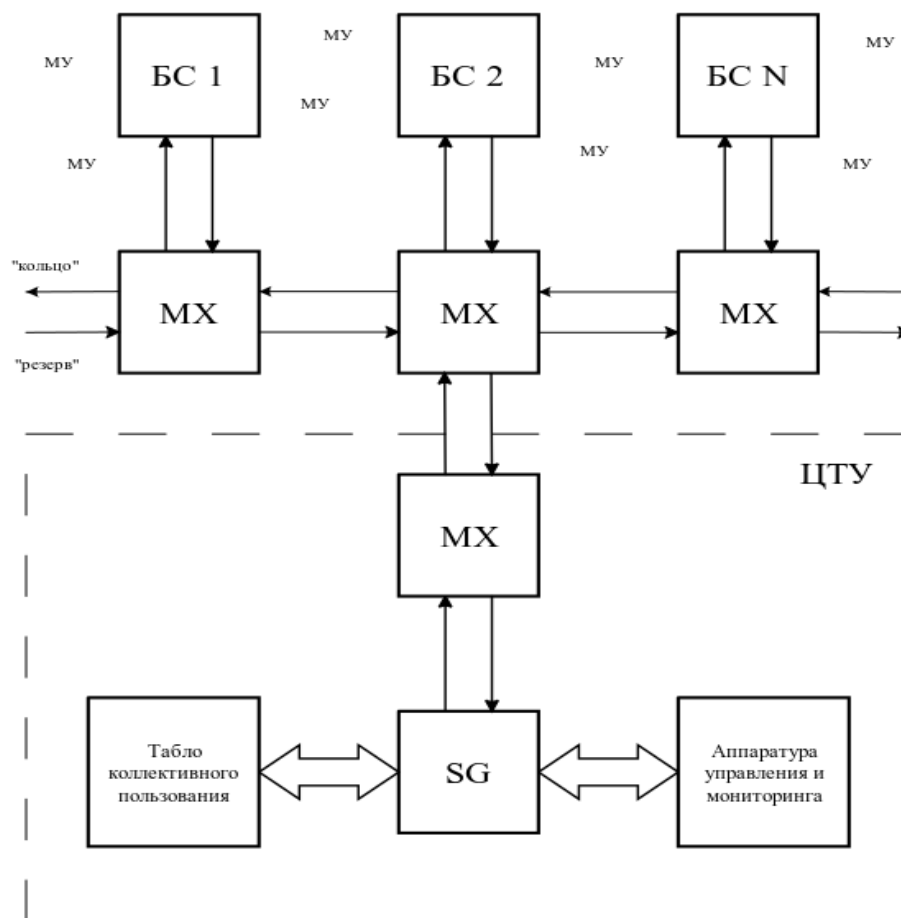 МУ
БС 1
МУ
МУ
БС 2
МУ
БС N
МУ
МУ
МУ
МУ
МУ
"кольцо"
МХ
МХ
МХ
"резерв"
ЦТУ
МХ
Табло
коллективного
пользования
SG
Аппаратура
управления и
мониторинга